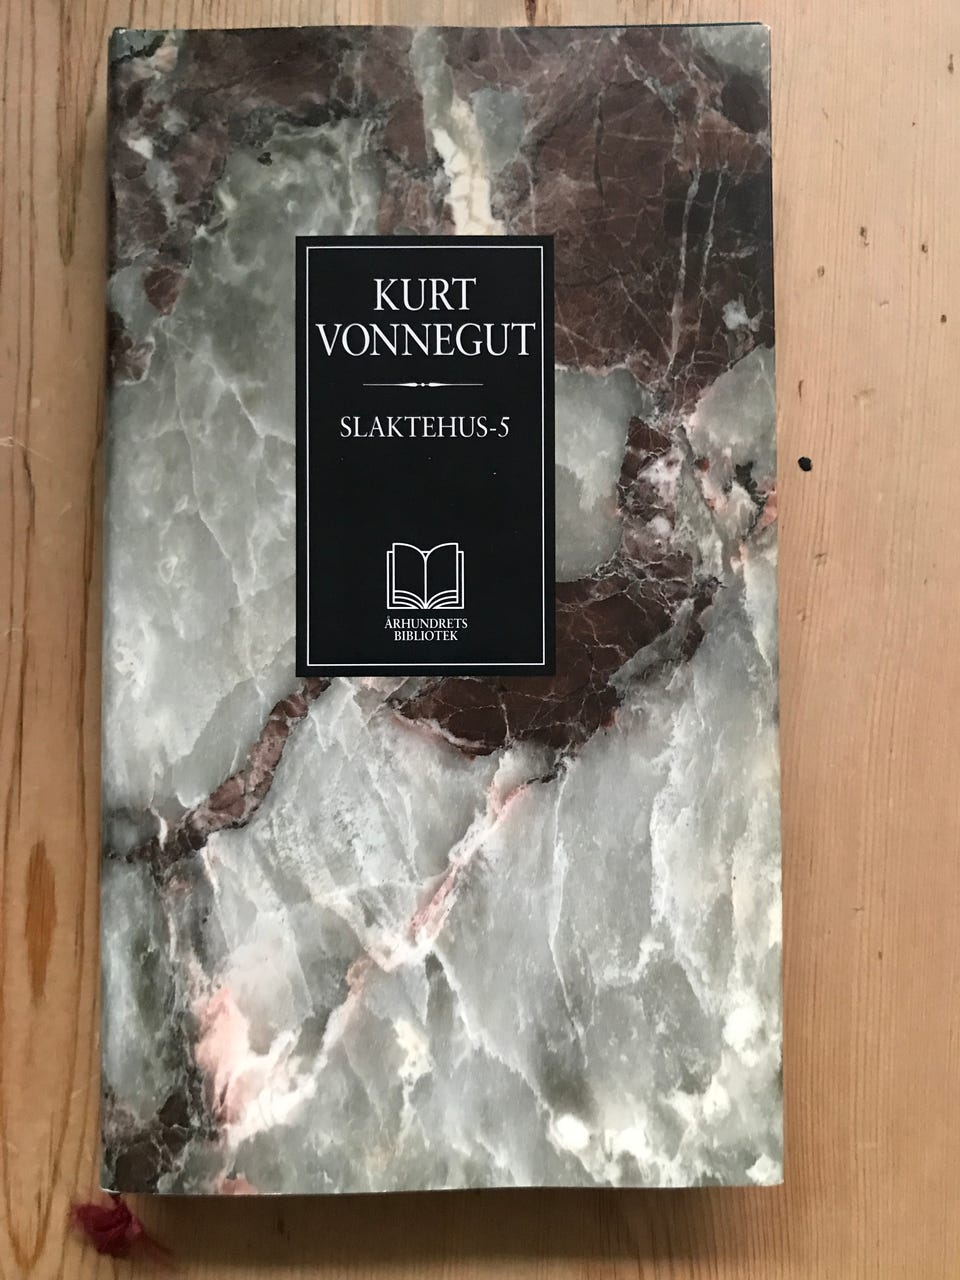 KURT
VONNEGUT
SLAKTEHUS-5
ÅRHUNDRETS
BIBLIOTEK